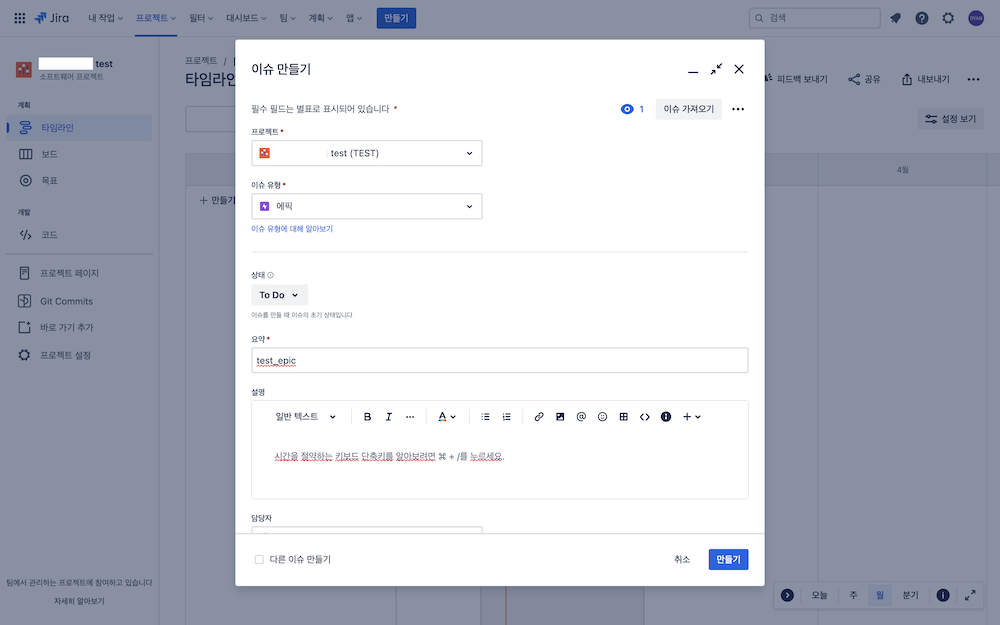 Jira
내 작업
프로젝트
필터
대시보드
팀
계획
앱
만들기
검색
test
소프트웨어 프로젝트
계획
타임라인
보드
목표
개발
코드
프로젝트 페이지
Git Commits
바로 가기 추가
프로젝트 설정
팀에서 관리하는 프로젝트에 참여하고 있습니다
자세히 알아보기
프로젝트 /
타임라인
피드백 보내기
공유
내보내기
설정 보기
4월
+ 만들기
이슈 만들기
필수 필드는 별표로 표시되어 있습니다 *
1
이슈 가져오기
프로젝트 *
test (TEST)
이슈 유형 *
에픽
이슈 유형에 대해 알아보기
상태
To Do
이슈를 만들 때 이슈의 초기 상태입니다
요약 *
test_epic
설명
일반 텍스트
B I ... A
시간을 절약하는 키보드 단축키를 알아보려면 ⌘ + /를 누르세요.
담당자
다른 이슈 만들기
취소
만들기
오늘
주
월
분기